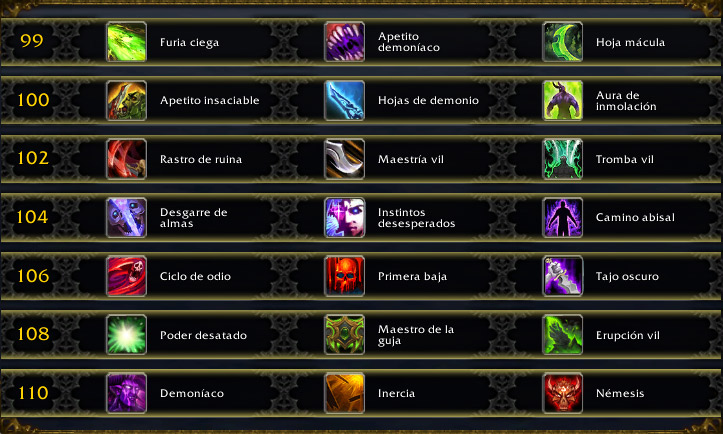 99
Furia ciega
Apetito
demoníaco
Hoja mácula
100
Apetito insaciable
Hojas de demonio
Aura de
inmolación
102
Rastro de ruina
Maestría vil
Tromba vil
104
Desgarre de
almas
Instintos
desesperados
Camino abisal
106
Ciclo de odio
Primera baja
Tajo oscuro
108
Poder desatado
Maestro de la
guja
Erupción vil
110
Demoníaco
Inercia
Némesis